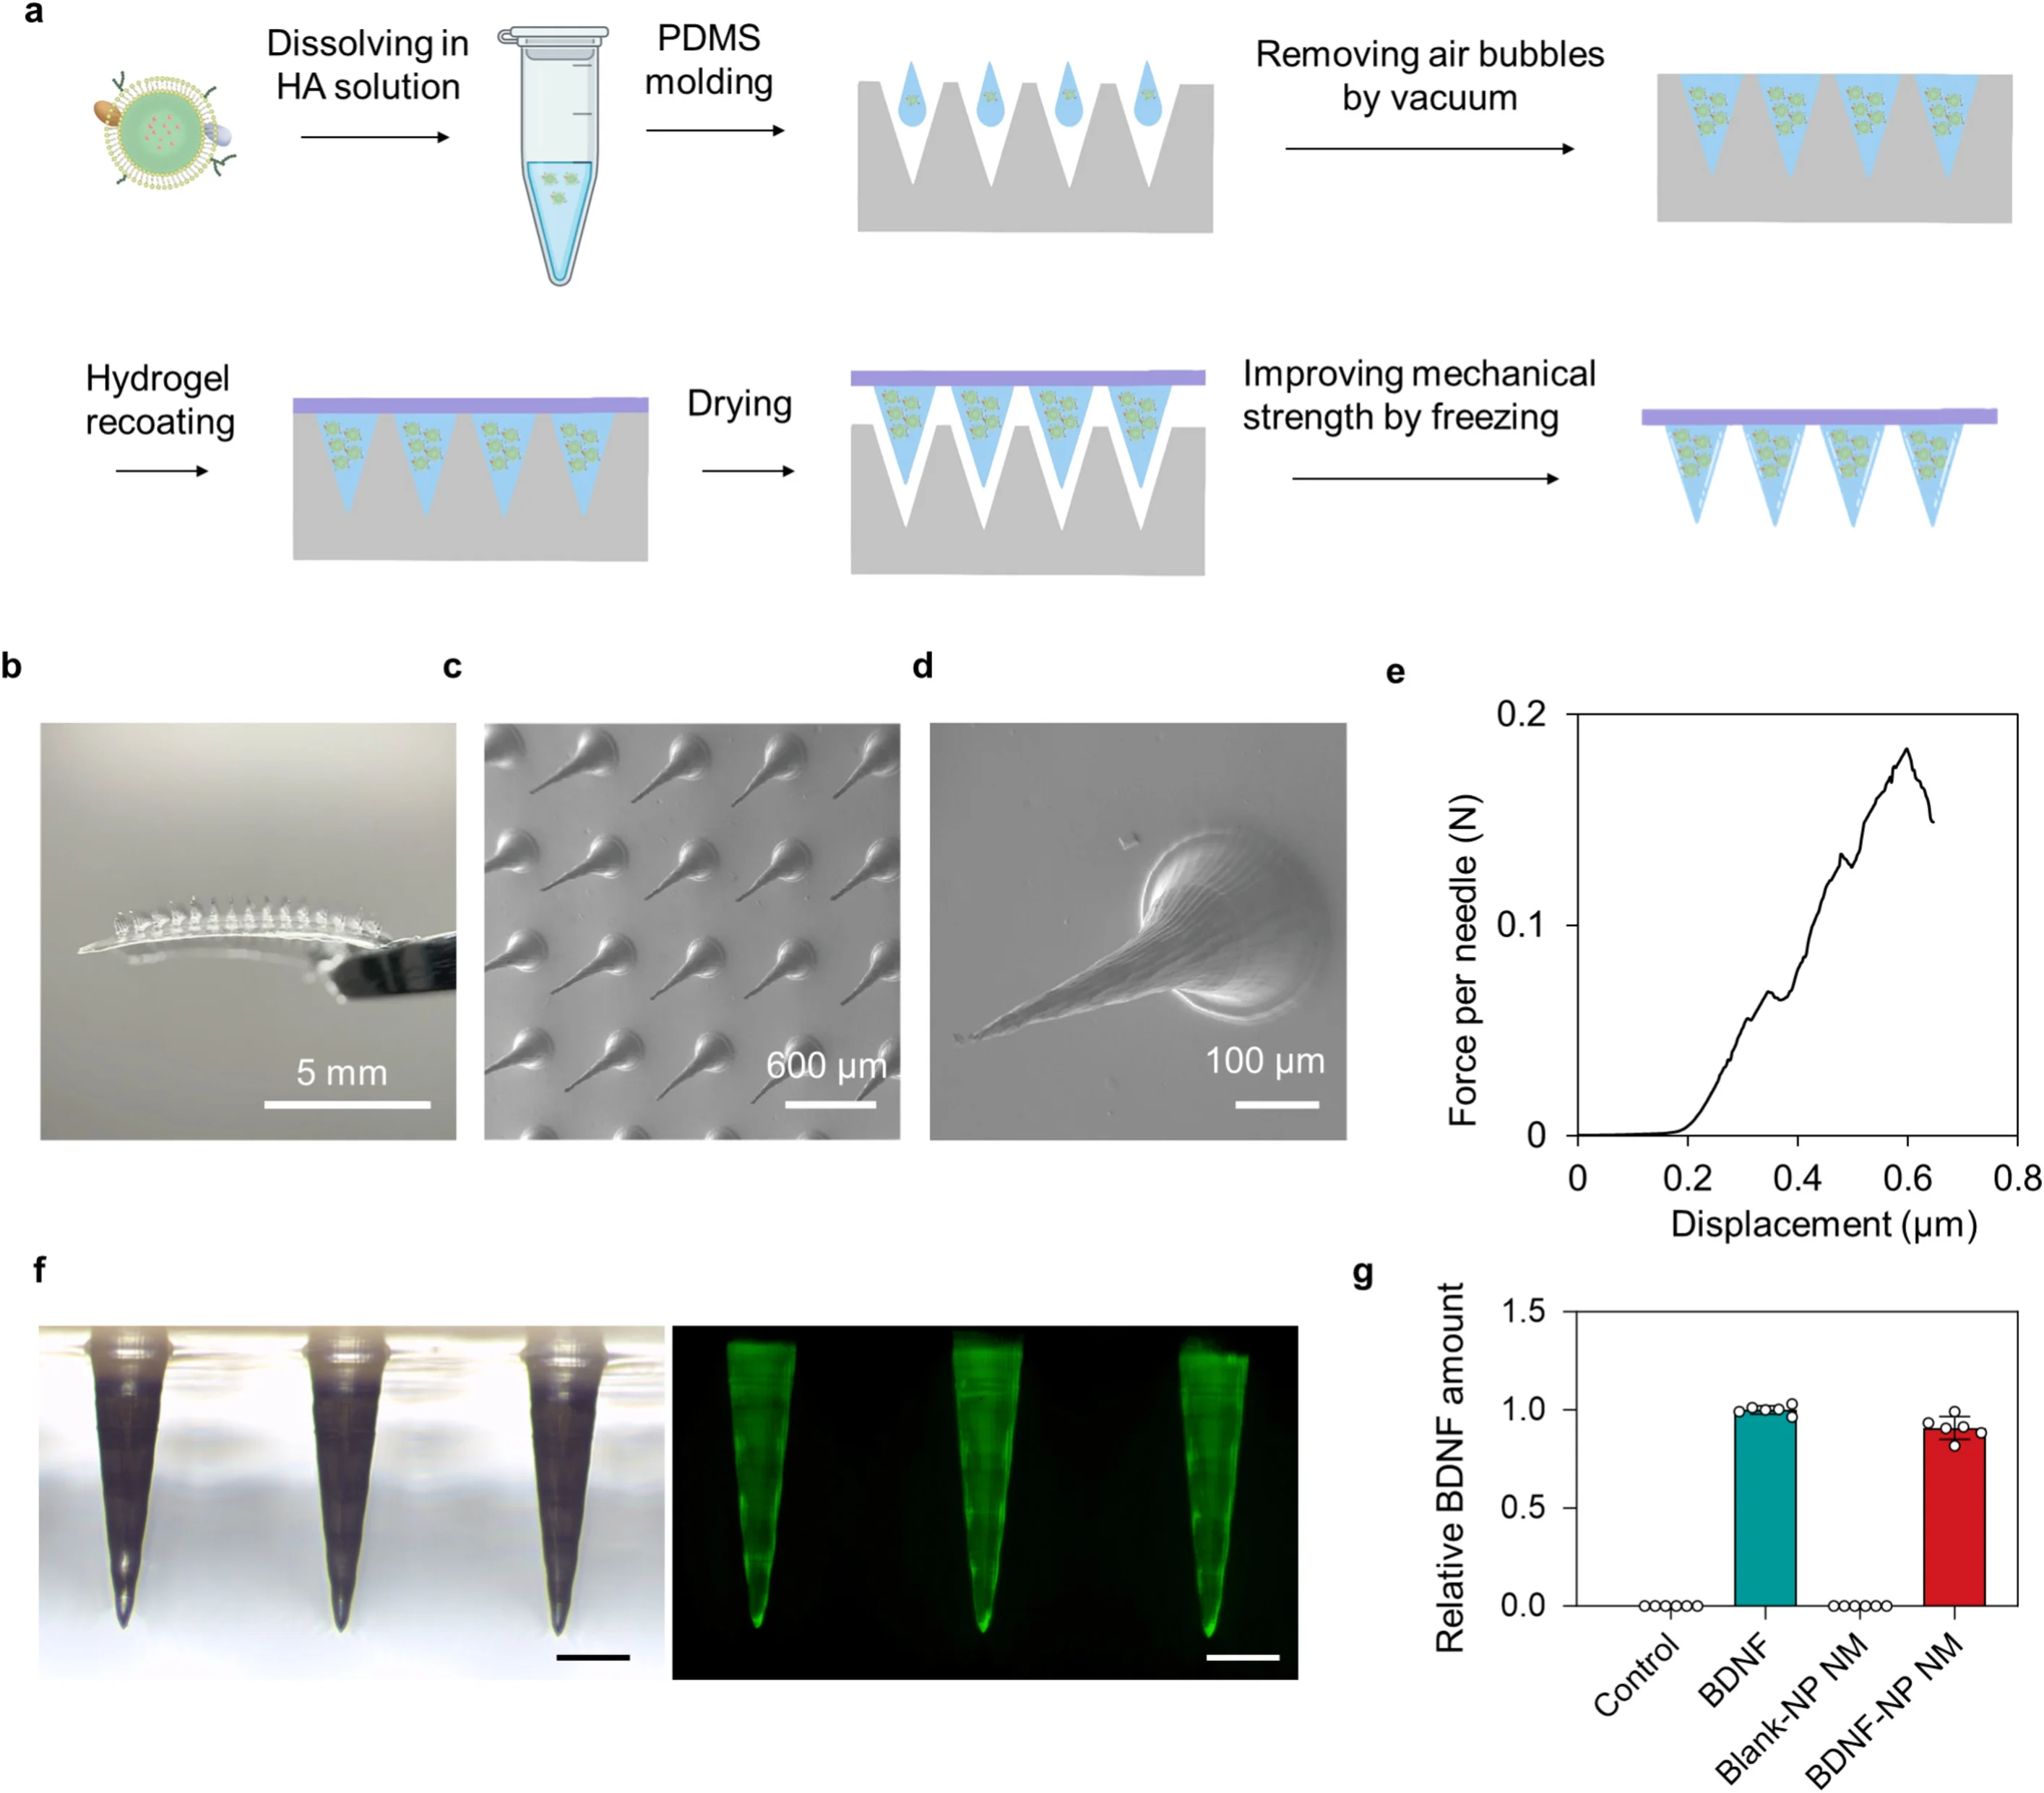 a
Dissolving in
HA solution
PDMS
molding
Removing air bubbles
by vacuum
Hydrogel
recoating
Drying
Improving mechanical
strength by freezing
b
5 mm
c
600 μm
d
100 μm
e
Force per needle (N)
0.2
0.1
0
0 0.2 0.4 0.6 0.8
Displacement (μm)
f
g
Relative BDNF amount
1.5
1.0
0.5
0.0
Control
BDNF
Blank-NP NM
BDNF-NP NM